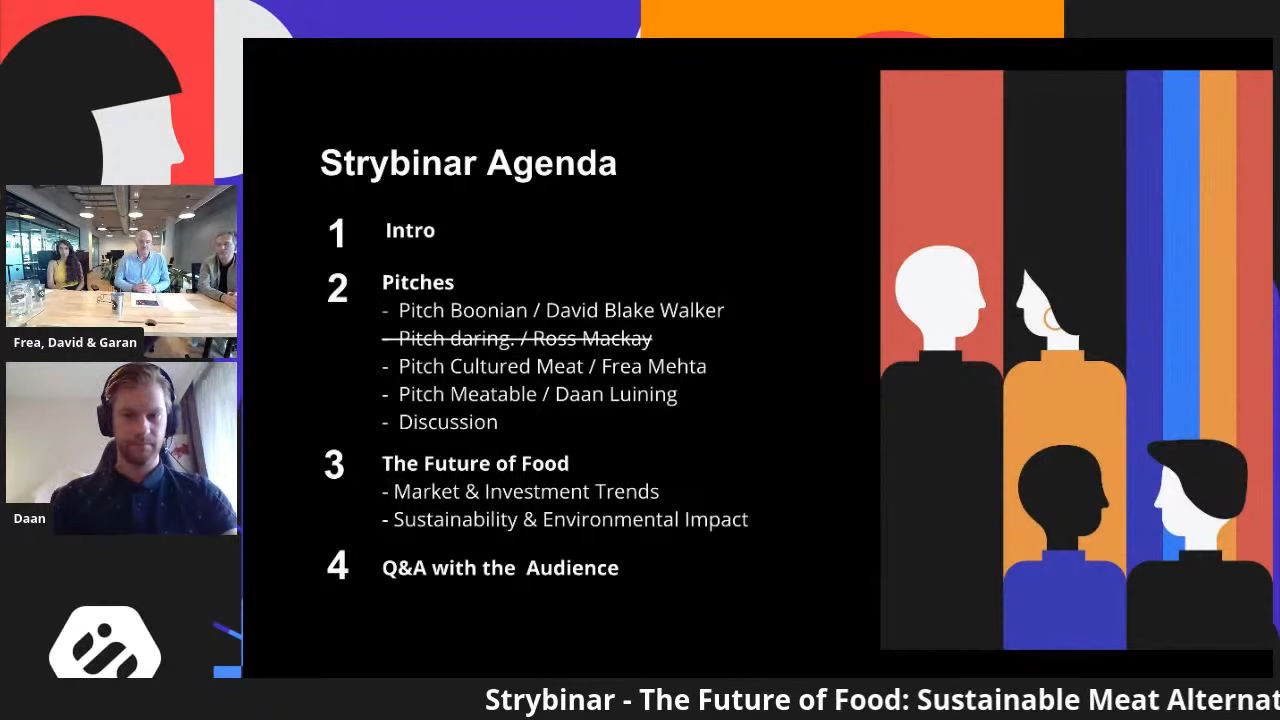 Strybinar Agenda
1 Intro
2 Pitches
- Pitch Boonian / David Blake Walker
- Pitch daring. / Ross Mackay
- Pitch Cultured Meat / Frea Mehta
- Pitch Meatable / Daan Luining
- Discussion
3 The Future of Food
- Market & Investment Trends
- Sustainability & Environmental Impact
4 Q&A with the Audience
Frea, David & Garan
Daan
Strybinar - The Future of Food: Sustainable Meat Alternat